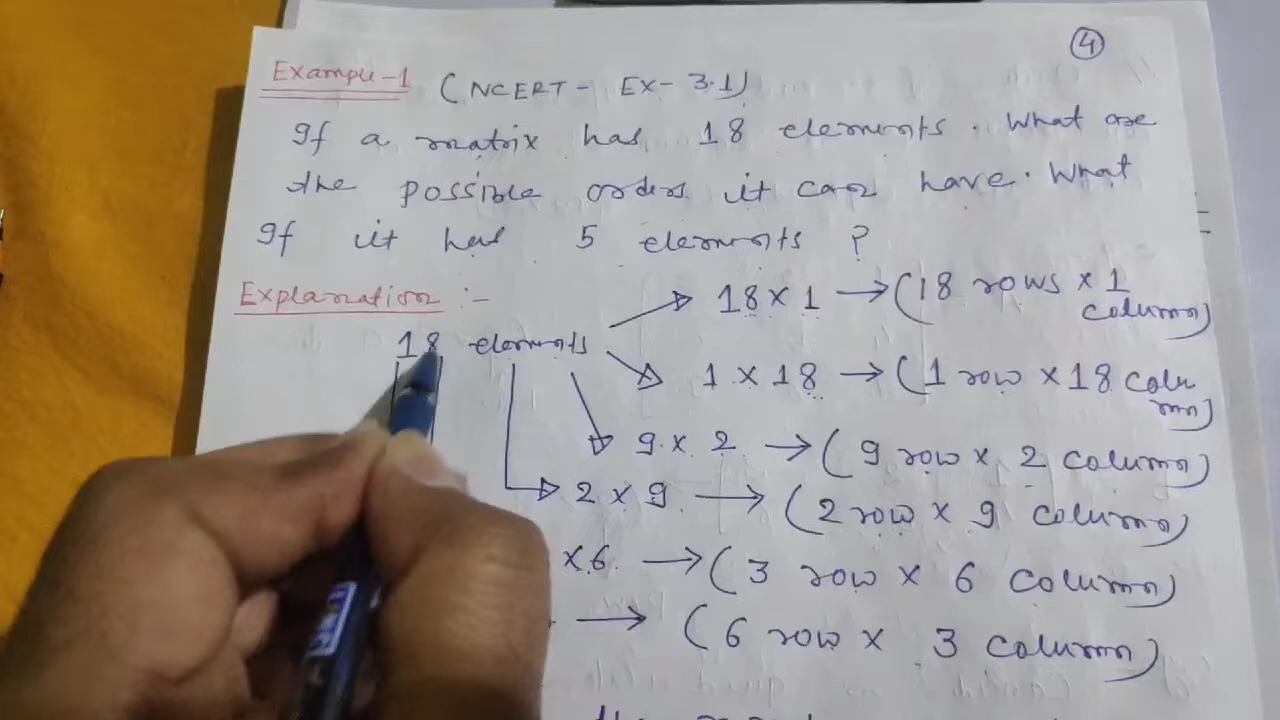 4
Example-1 (NCERT - EX- 3.1)
If a matrix has 18 elements. What are
the possible orders it can have. What
If it has 5 elements ?
Explanation :-
18 elements
18 x 1 → (18 rows x 1
column)
1 x 18 → (1 row x 18 colu
mn)
9 x 2 → (9 row x 2 column)
2 x 9 → (2 row x 9 column)
x 6 → (3 row x 6 column)
→ (6 row x 3 column)